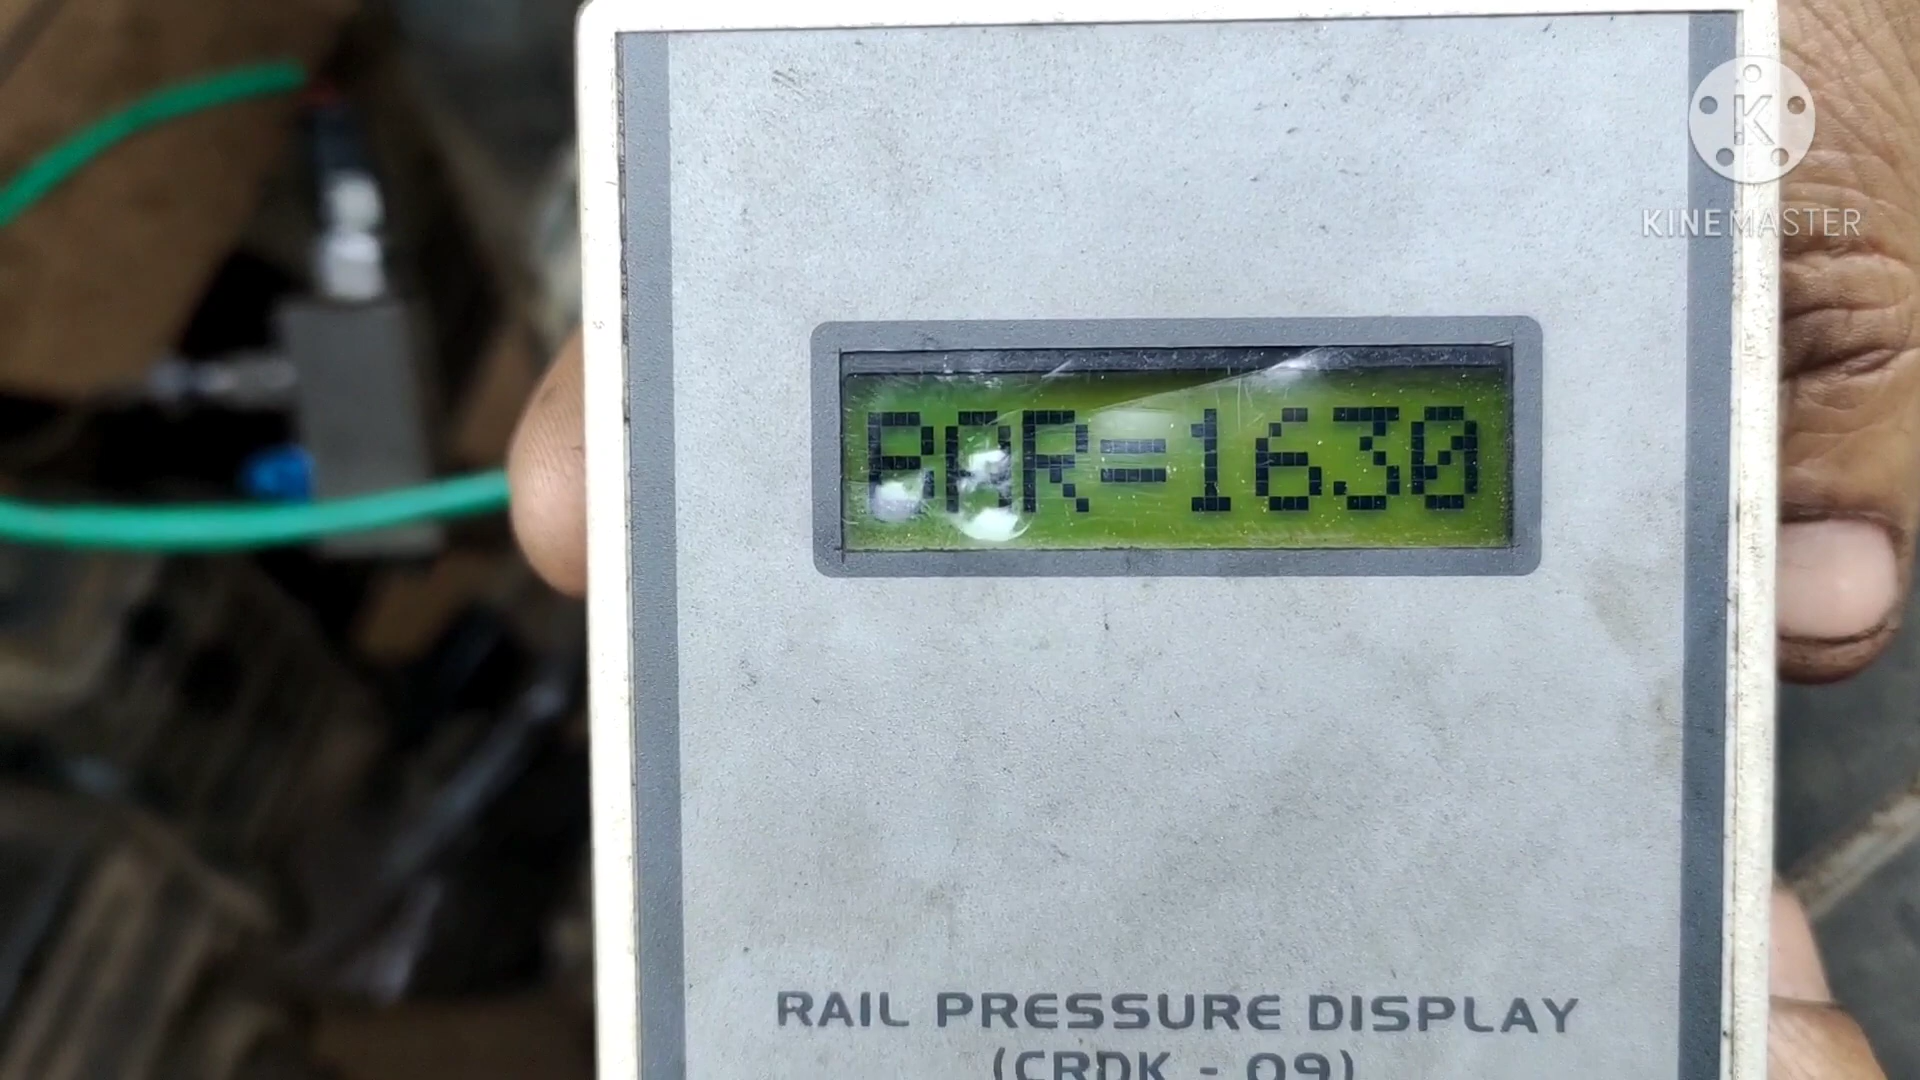 K
KINEMASTER
BAR=1630
RAIL PRESSURE DISPLAY
(CRDK - 09)